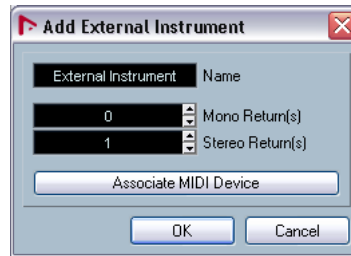 Add External Instrument
External Instrument Name
0 Mono Return(s)
1 Stereo Return(s)
Associate MIDI Device
OK Cancel